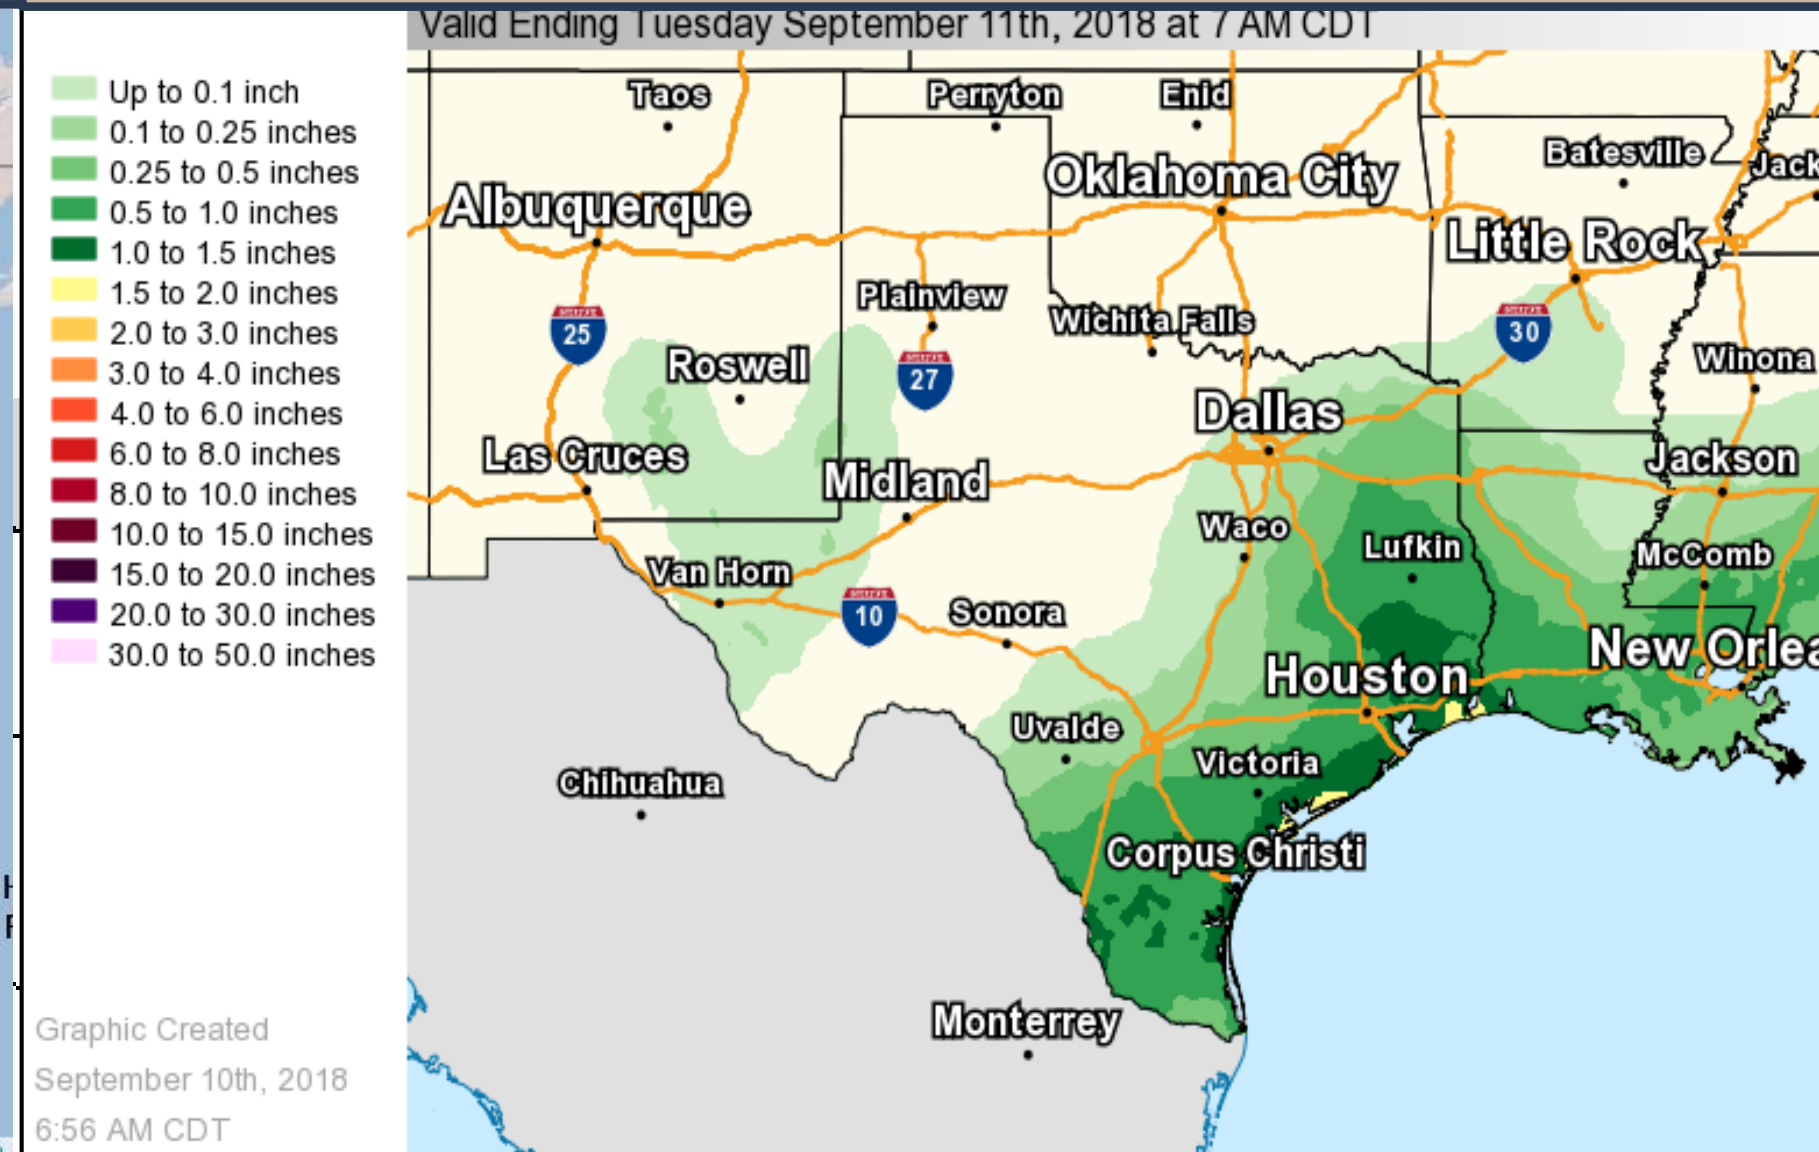 Valid Ending Tuesday September 11th, 2018 at 7 AM CDT
Up to 0.1 inch
0.1 to 0.25 inches
0.25 to 0.5 inches
0.5 to 1.0 inches
1.0 to 1.5 inches
1.5 to 2.0 inches
2.0 to 3.0 inches
3.0 to 4.0 inches
4.0 to 6.0 inches
6.0 to 8.0 inches
8.0 to 10.0 inches
10.0 to 15.0 inches
15.0 to 20.0 inches
20.0 to 30.0 inches
30.0 to 50.0 inches
Graphic Created
September 10th, 2018
6:56 AM CDT
Taos
Perryton
Enid
Batesville
Jack
Oklahoma City
Albuquerque
Little Rock
Plainview
Wichita Falls
25
30
Roswell
27
Winona
Dallas
Las Cruces
Midland
Jackson
Waco
Lufkin
McComb
Van Horn
10
Sonora
New Orlea
Houston
Uvalde
Victoria
Chihuahua
Corpus Christi
Monterrey